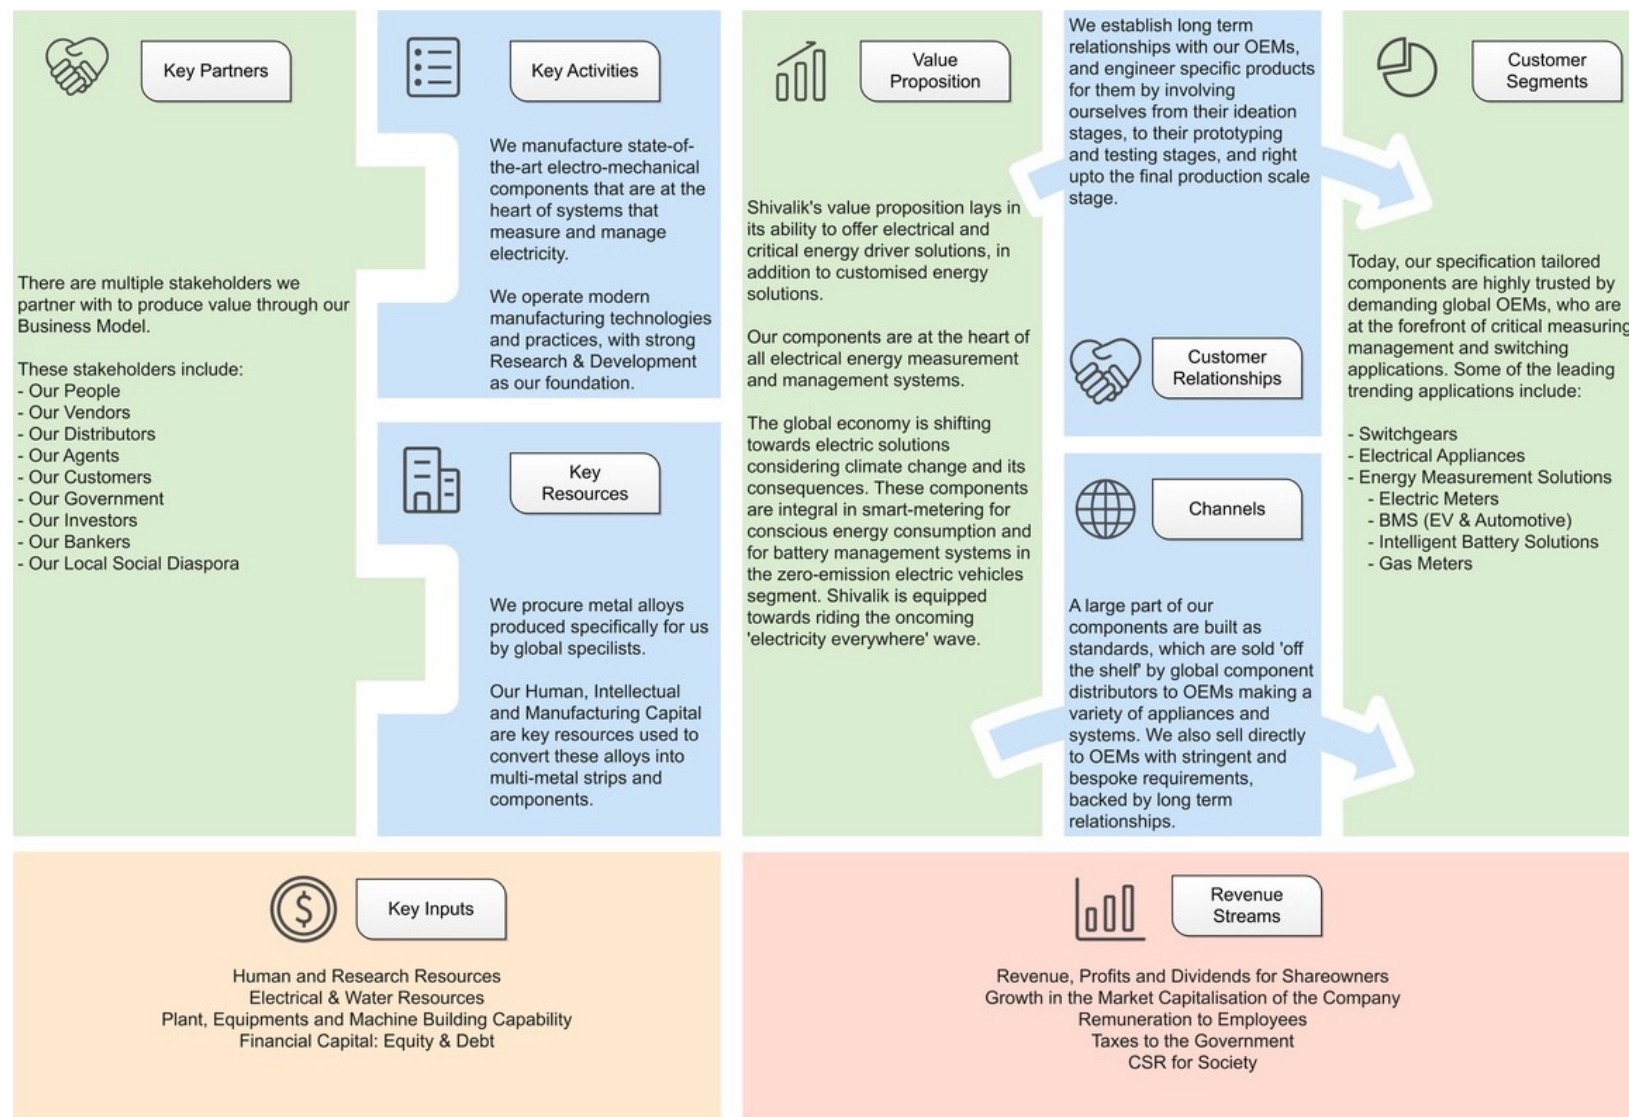 Key Partners
There are multiple stakeholders we
partner with to produce value through our
Business Model.
These stakeholders include:
- Our People
- Our Vendors
- Our Distributors
- Our Agents
- Our Customers
- Our Government
- Our Investors
- Our Bankers
- Our Local Social Diaspora
Key Activities
We manufacture state-of-
the-art electro-mechanical
components that are at the
heart of systems that
measure and manage
electricity.
We operate modern
manufacturing technologies
and practices, with strong
Research & Development
as our foundation.
Key
Resources
We procure metal alloys
produced specifically for us
by global specilists.
Our Human, Intellectual
and Manufacturing Capital
are key resources used to
convert these alloys into
multi-metal strips and
components.
Value
Proposition
Shivalik's value proposition lays in
its ability to offer electrical and
critical energy driver solutions, in
addition to customised energy
solutions.
Our components are at the heart of
all electrical energy measurement
and management systems.
The global economy is shifting
towards electric solutions
considering climate change and its
consequences. These components
are integral in smart-metering for
conscious energy consumption and
for battery management systems in
the zero-emission electric vehicles
segment. Shivalik is equipped
towards riding the oncoming
'electricity everywhere' wave.
We establish long term
relationships with our OEMs,
and engineer specific products
for them by involving
ourselves from their ideation
stages, to their prototyping
and testing stages, and right
upto the final production scale
stage.
Customer
Relationships
Channels
A large part of our
components are built as
standards, which are sold 'off
the shelf' by global component
distributors to OEMs making a
variety of appliances and
systems. We also sell directly
to OEMs with stringent and
bespoke requirements,
backed by long term
relationships.
Customer
Segments
Today, our specification tailored
components are highly trusted by
demanding global OEMs, who are
at the forefront of critical measuring
management and switching
applications. Some of the leading
trending applications include:
- Switchgears
- Electrical Appliances
- Energy Measurement Solutions
- Electric Meters
- BMS (EV & Automotive)
- Intelligent Battery Solutions
- Gas Meters
Key Inputs
Human and Research Resources
Electrical & Water Resources
Plant, Equipments and Machine Building Capability
Financial Capital: Equity & Debt
Revenue
Streams
Revenue, Profits and Dividends for Shareowners
Growth in the Market Capitalisation of the Company
Remuneration to Employees
Taxes to the Government
CSR for Society